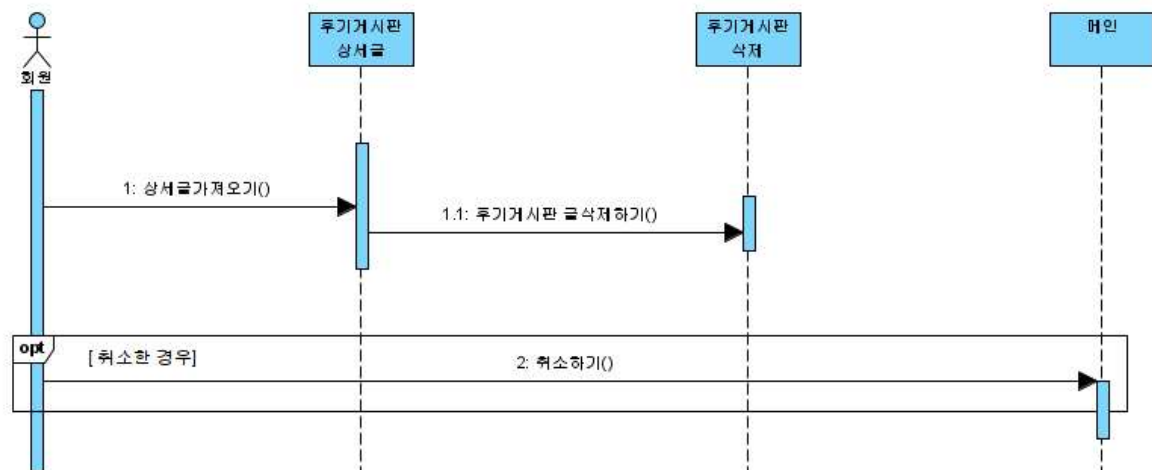 회원
후기게시판
상세글
후기게시판
삭제
메인
1: 상세글가져오기()
1.1: 후기게시판 글삭제하기()
opt
[ 취소한 경우]
2: 취소하기()